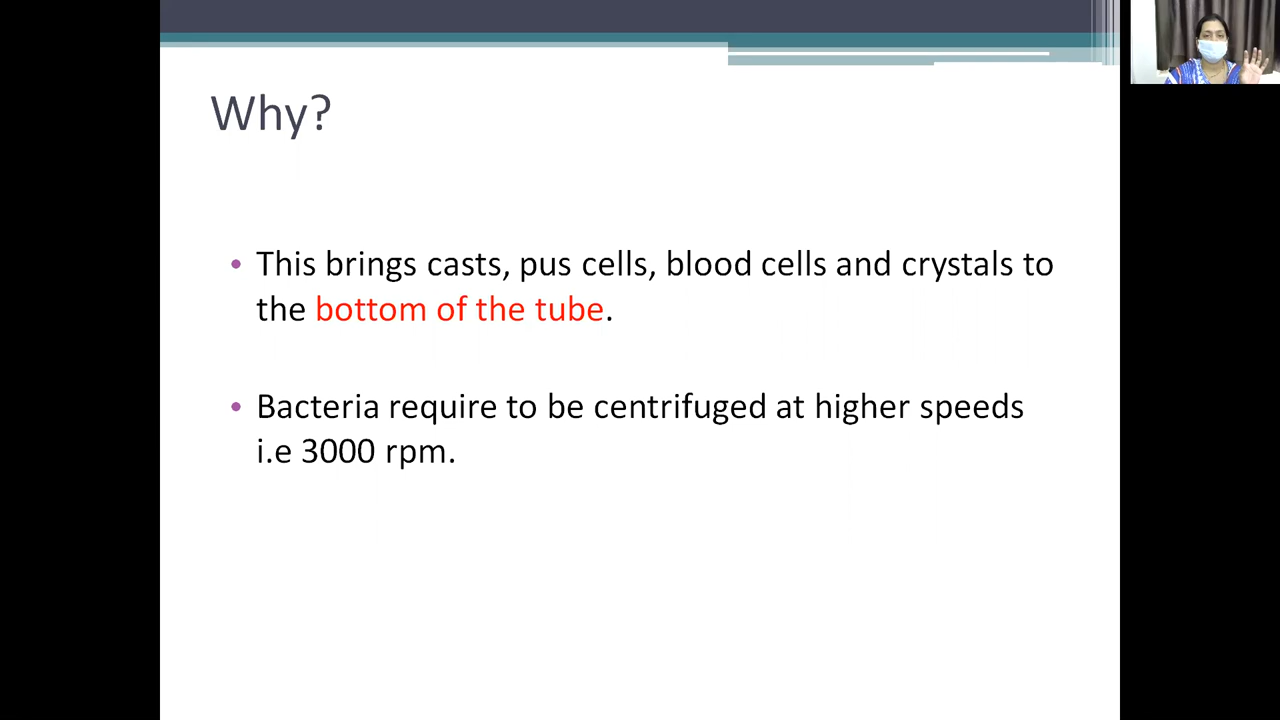 Why?
• This brings casts, pus cells, blood cells and crystals to
the bottom of the tube.
• Bacteria require to be centrifuged at higher speeds
i.e 3000 rpm.